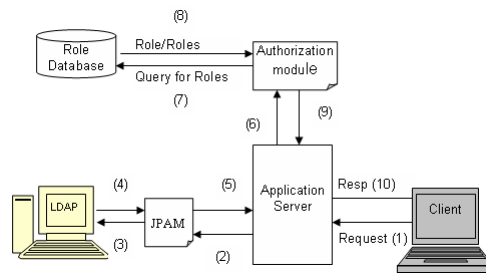 (8)
Role
Database
Role/Roles
Query for Roles
(7)
Authorization
module
(6)
(9)
LDAP
(4)
(3)
JPAM
(5)
(2)
Application
Server
Resp (10)
Request (1)
Client